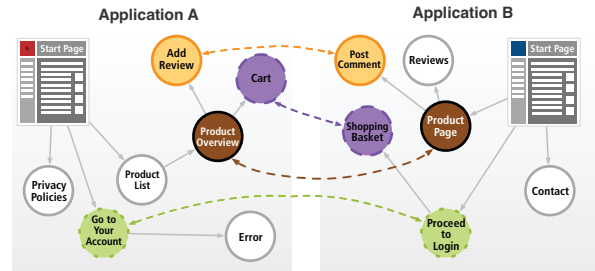 Application A
Application B
Start Page
Add
Review
Cart
Post
Comment
Reviews
Start Page
Product
Overview
Shopping
Basket
Product
Page
Privacy
Policies
Product
List
Contact
Go to
Your
Account
Error
Proceed
to
Login